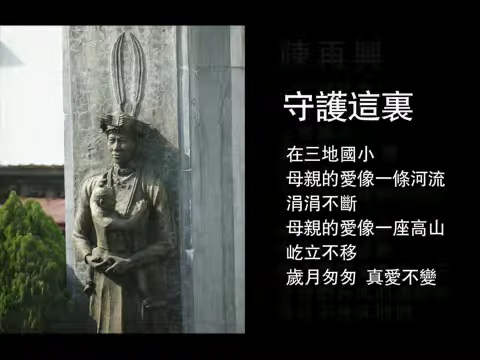 守護這裏
在三地國小
母親的愛像一條河流
涓涓不斷
母親的愛像一座高山
屹立不移
歲月匆匆 真愛不變